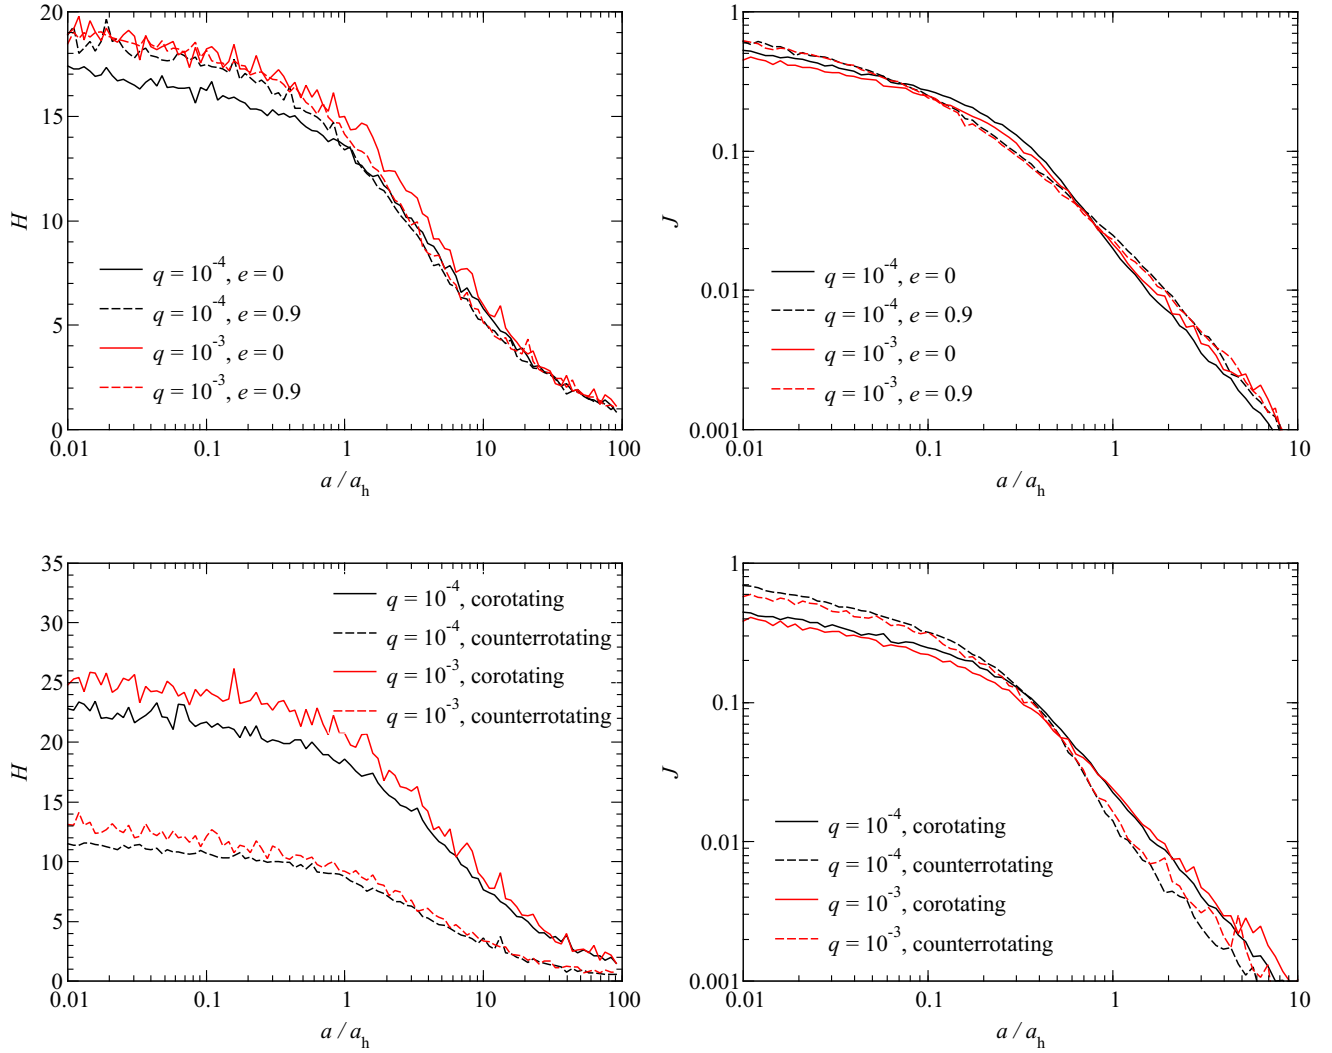 20
15
10
5
0
H
0.01 0.1 1 10 100
a / a_h
q = 10^-4, e = 0
q = 10^-4, e = 0.9
q = 10^-3, e = 0
q = 10^-3, e = 0.9
1
0.1
0.01
0.001
J
0.01 0.1 1 10
a / a_h
q = 10^-4, e = 0
q = 10^-4, e = 0.9
q = 10^-3, e = 0
q = 10^-3, e = 0.9
35
30
25
20
15
10
5
0
H
0.01 0.1 1 10 100
a / a_h
q = 10^-4, corotating
q = 10^-4, counterrotating
q = 10^-3, corotating
q = 10^-3, counterrotating
1
0.1
0.01
0.001
J
0.01 0.1 1 10
a / a_h
q = 10^-4, corotating
q = 10^-4, counterrotating
q = 10^-3, corotating
q = 10^-3, counterrotating